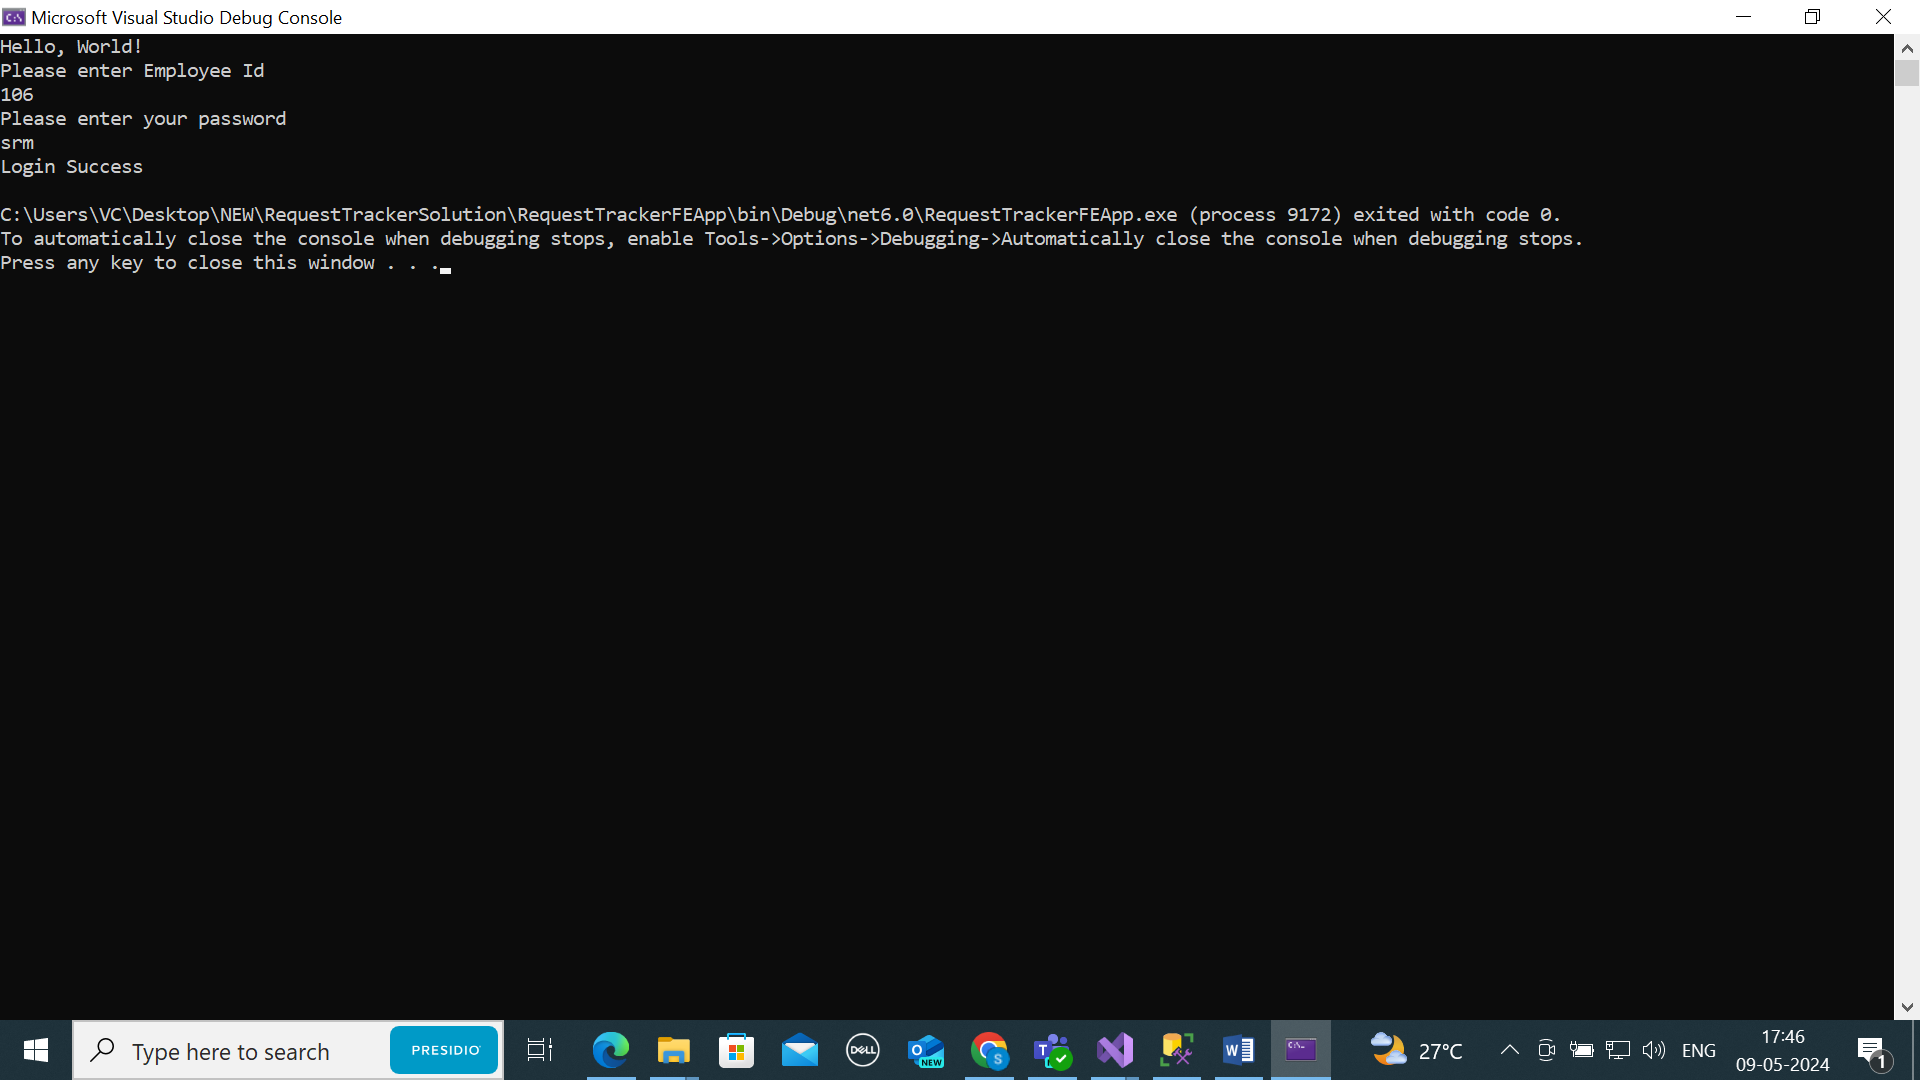 Microsoft Visual Studio Debug Console
Hello, World!
Please enter Employee Id
106
Please enter your password
srm
Login Success
C:\Users\VC\Desktop\NEW\RequestTrackerSolution\RequestTrackerFEApp\bin\Debug\net6.0\RequestTrackerFEApp.exe (process 9172) exited with code 0.
To automatically close the console when debugging stops, enable Tools->Options->Debugging->Automatically close the console when debugging stops.
Press any key to close this window . . .
Type here to search
PRESIDIO
DELL
NEW
S
T
W
27°C
ENG
17:46
09-05-2024
1